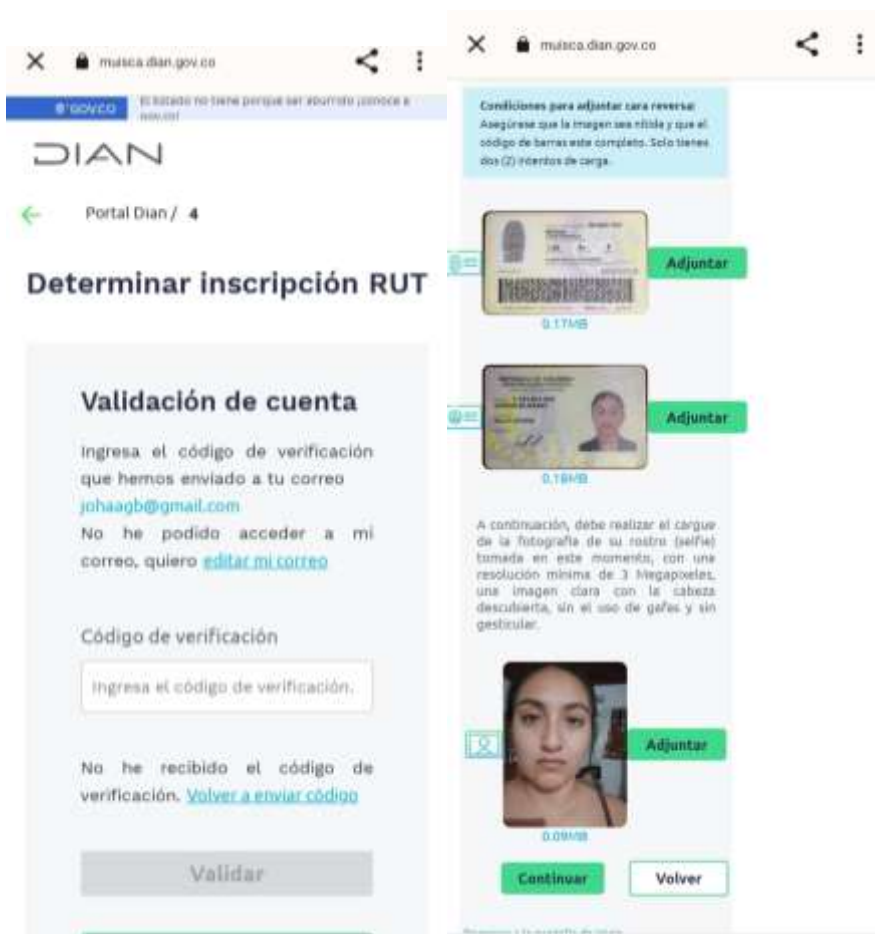 muisca.dian.gov.co
GOV.CO El Estado no tiene porque ser aburrido ¡conoce a
gov.co!
DIAN
Portal Dian / 4
Determinar inscripción RUT
Validación de cuenta
Ingresa el código de verificación
que hemos enviado a tu correo
johaagb@gmail.com
No he podido acceder a mi
correo, quiero editar mi correo
Código de verificación
Ingresa el código de verificación.
No he recibido el código de
verificación. Volver a enviar código
Validar
muisca.dian.gov.co
Condiciones para adjuntar cara reversa:
Asegúrese que la imagen sea nítida y que el
código de barras este completo. Solo tienes
dos (2) intentos de carga.
Adjuntar
0.17MB
Adjuntar
0.18MB
A continuación, debe realizar el cargue
de la fotografía de su rostro (selfie)
tomada en este momento, con una
resolución mínima de 3 Megapíxeles,
una imagen clara con la cabeza
descubierta, sin el uso de gafas y sin
gesticular.
Adjuntar
0.09MB
Continuar
Volver